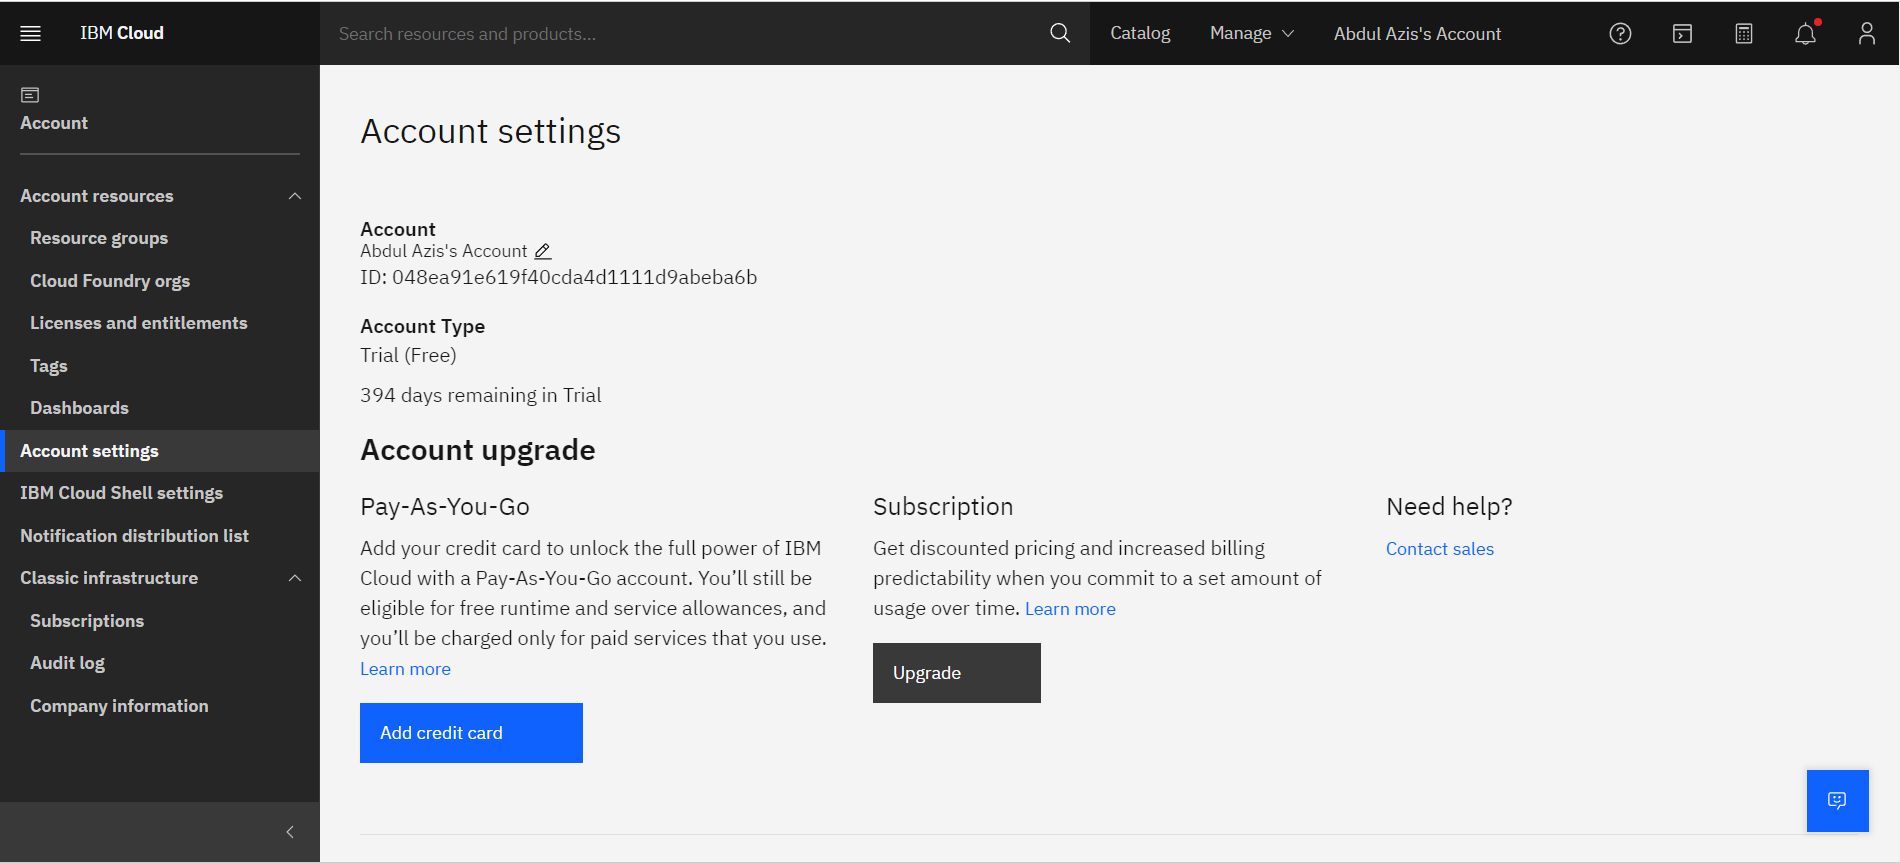 IBM Cloud
Search resources and products...
Catalog
Manage
Abdul Azis's Account
Account
Account resources
Resource groups
Cloud Foundry orgs
Licenses and entitlements
Tags
Dashboards
Account settings
IBM Cloud Shell settings
Notification distribution list
Classic infrastructure
Subscriptions
Audit log
Company information
Account settings
Account
Abdul Azis's Account
ID: 048ea91e619f40cda4d1111d9abeba6b
Account Type
Trial (Free)
394 days remaining in Trial
Account upgrade
Pay-As-You-Go
Add your credit card to unlock the full power of IBM
Cloud with a Pay-As-You-Go account. You’ll still be
eligible for free runtime and service allowances, and
you’ll be charged only for paid services that you use.
Learn more
Add credit card
Subscription
Get discounted pricing and increased billing
predictability when you commit to a set amount of
usage over time. Learn more
Upgrade
Need help?
Contact sales